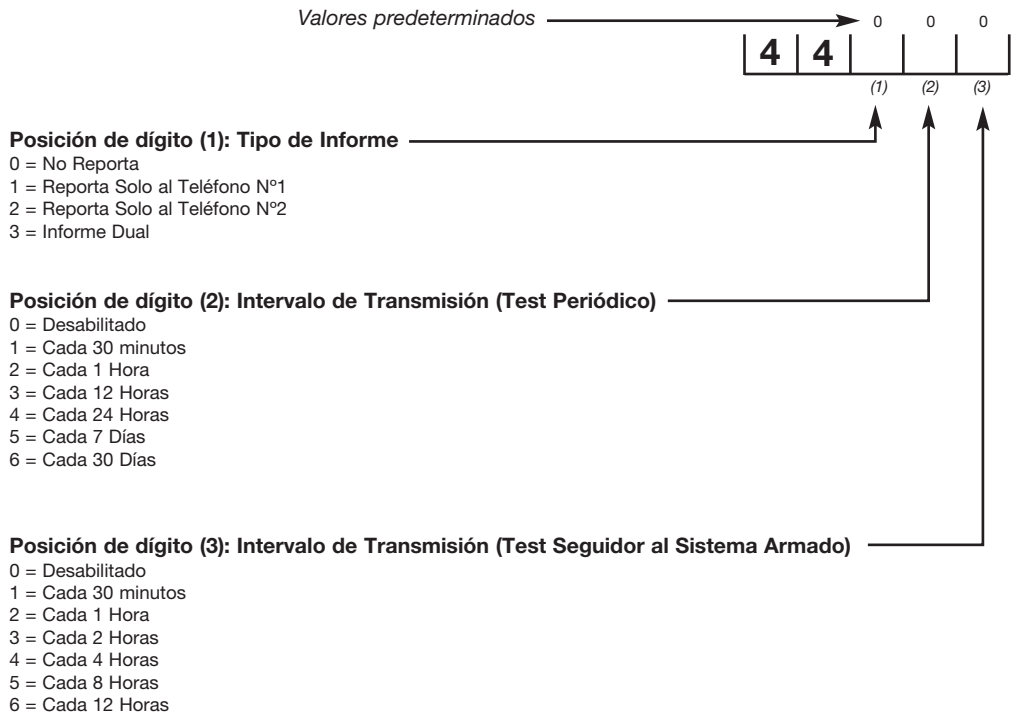 Valores predeterminados 0 0 0
4 4
(1) (2) (3)
Posición de dígito (1): Tipo de Informe
0 = No Reporta
1 = Reporta Solo al Teléfono Nº1
2 = Reporta Solo al Teléfono Nº2
3 = Informe Dual
Posición de dígito (2): Intervalo de Transmisión (Test Periódico)
0 = Desabilitado
1 = Cada 30 minutos
2 = Cada 1 Hora
3 = Cada 12 Horas
4 = Cada 24 Horas
5 = Cada 7 Días
6 = Cada 30 Días
Posición de dígito (3): Intervalo de Transmisión (Test Seguidor al Sistema Armado)
0 = Desabilitado
1 = Cada 30 minutos
2 = Cada 1 Hora
3 = Cada 2 Horas
4 = Cada 4 Horas
5 = Cada 8 Horas
6 = Cada 12 Horas